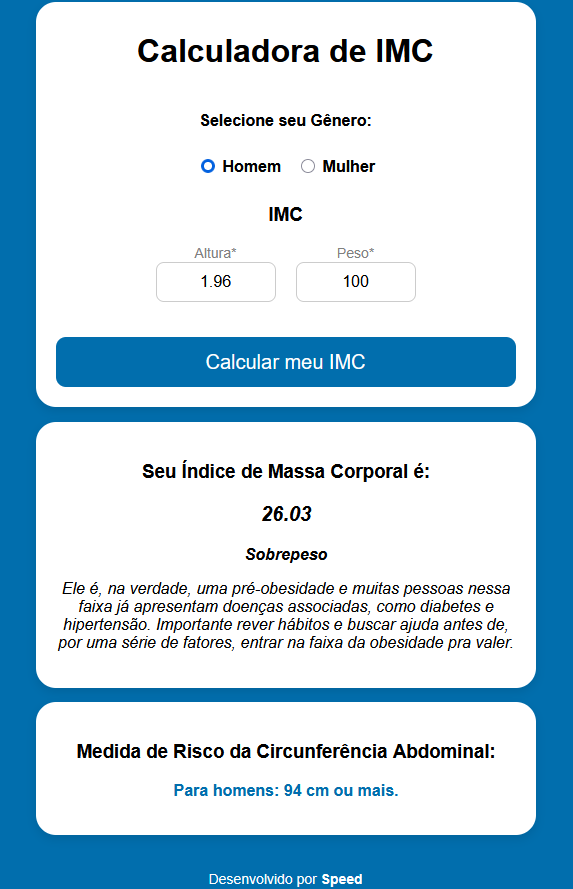 Calculadora de IMC
Selecione seu Gênero:
Homem Mulher
IMC
Altura* Peso*
1.96 100
Calcular meu IMC
Seu Índice de Massa Corporal é:
26.03
Sobrepeso
Ele é, na verdade, uma pré-obesidade e muitas pessoas nessa
faixa já apresentam doenças associadas, como diabetes e
hipertensão. Importante rever hábitos e buscar ajuda antes de,
por uma série de fatores, entrar na faixa da obesidade pra valer.
Medida de Risco da Circunferência Abdominal:
Para homens: 94 cm ou mais.
Desenvolvido por Speed